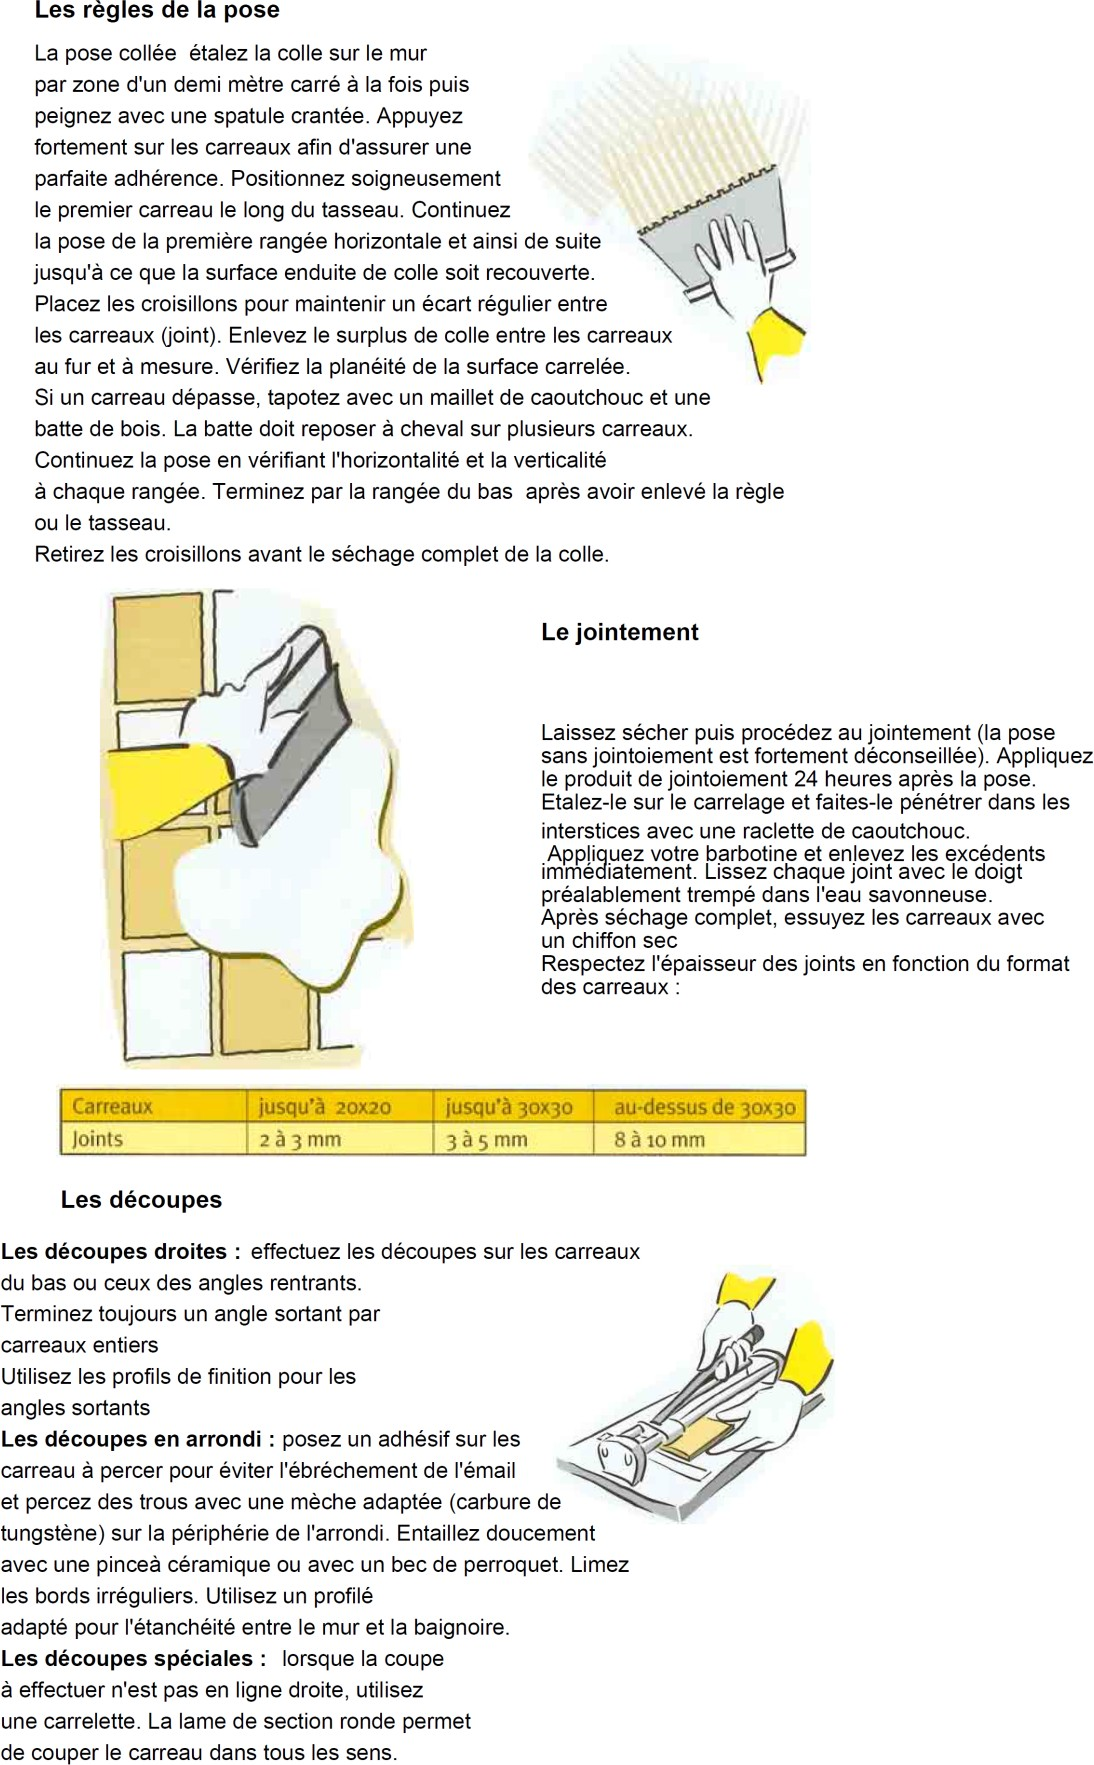 Les règles de la pose
La pose collée  étalez la colle sur le mur
par zone d'un demi mètre carré à la fois puis
peignez avec une spatule crantée. Appuyez
fortement sur les carreaux afin d'assurer une
parfaite adhérence. Positionnez soigneusement
le premier carreau le long du tasseau. Continuez
la pose de la première rangée horizontale et ainsi de suite
jusqu'à ce que la surface enduite de colle soit recouverte.
Placez les croisillons pour maintenir un écart régulier entre
les carreaux (joint). Enlevez le surplus de colle entre les carreaux
au fur et à mesure. Vérifiez la planéité de la surface carrelée.
Si un carreau dépasse, tapotez avec un maillet de caoutchouc et une
batte de bois. La batte doit reposer à cheval sur plusieurs carreaux.
Continuez la pose en vérifiant l'horizontalité et la verticalité
à chaque rangée. Terminez par la rangée du bas  après avoir enlevé la règle
ou le tasseau.
Retirez les croisillons avant le séchage complet de la colle.
Le jointement
Laissez sécher puis procédez au jointement (la pose
sans jointoiement est fortement déconseillée). Appliquez
le produit de jointoiement 24 heures après la pose.
Etalez-le sur le carrelage et faites-le pénétrer dans les
interstices avec une raclette de caoutchouc.
Appliquez votre barbotine et enlevez les excédents
immédiatement. Lissez chaque joint avec le doigt
préalablement trempé dans l'eau savonneuse.
Après séchage complet, essuyez les carreaux avec
un chiffon sec
Respectez l'épaisseur des joints en fonction du format
des carreaux :
Carreaux jusqu'à 20x20 jusqu'à 30x30 au-dessus de 30x30
Joints 2 à 3 mm 3 à 5 mm 8 à 10 mm
Les découpes
Les découpes droites : effectuez les découpes sur les carreaux
du bas ou ceux des angles rentrants.
Terminez toujours un angle sortant par
carreaux entiers
Utilisez les profils de finition pour les
angles sortants
Les découpes en arrondi : posez un adhésif sur les
carreau à percer pour éviter l'ébréchement de l'émail
et percez des trous avec une mèche adaptée (carbure de
tungstène) sur la périphérie de l'arrondi. Entaillez doucement
avec une pinceà céramique ou avec un bec de perroquet. Limez
les bords irréguliers. Utilisez un profilé
adapté pour l'étanchéité entre le mur et la baignoire.
Les découpes spéciales :  lorsque la coupe
à effectuer n'est pas en ligne droite, utilisez
une carrelette. La lame de section ronde permet
de couper le carreau dans tous les sens.